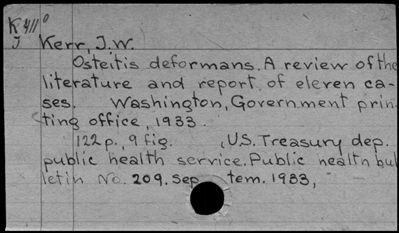 K 411°
J Kerr, J.W.
Osteitis deformans. A review of the
literature and report of eleven ca-
ses. Washington, Government prin-
ting office, 1933.
122 p., 9 fig. (U.S. Treasury dep.
public health service. Public health bul
letin No. 209. Sep tem. 1933,